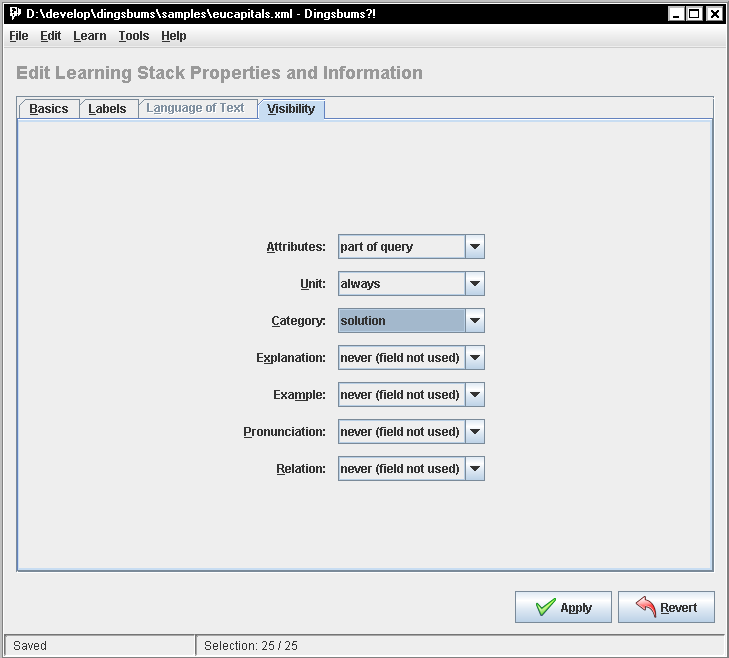 D:\develop\dingsbums\samples\eucapitals.xml - Dingsbums?!
File Edit Learn Tools Help
Edit Learning Stack Properties and Information
Basics Labels Language of Text Visibility
Attributes: part of query
Unit: always
Category: solution
Explanation: never (field not used)
Example: never (field not used)
Pronunciation: never (field not used)
Relation: never (field not used)
Apply Revert
Saved Selection: 25 / 25